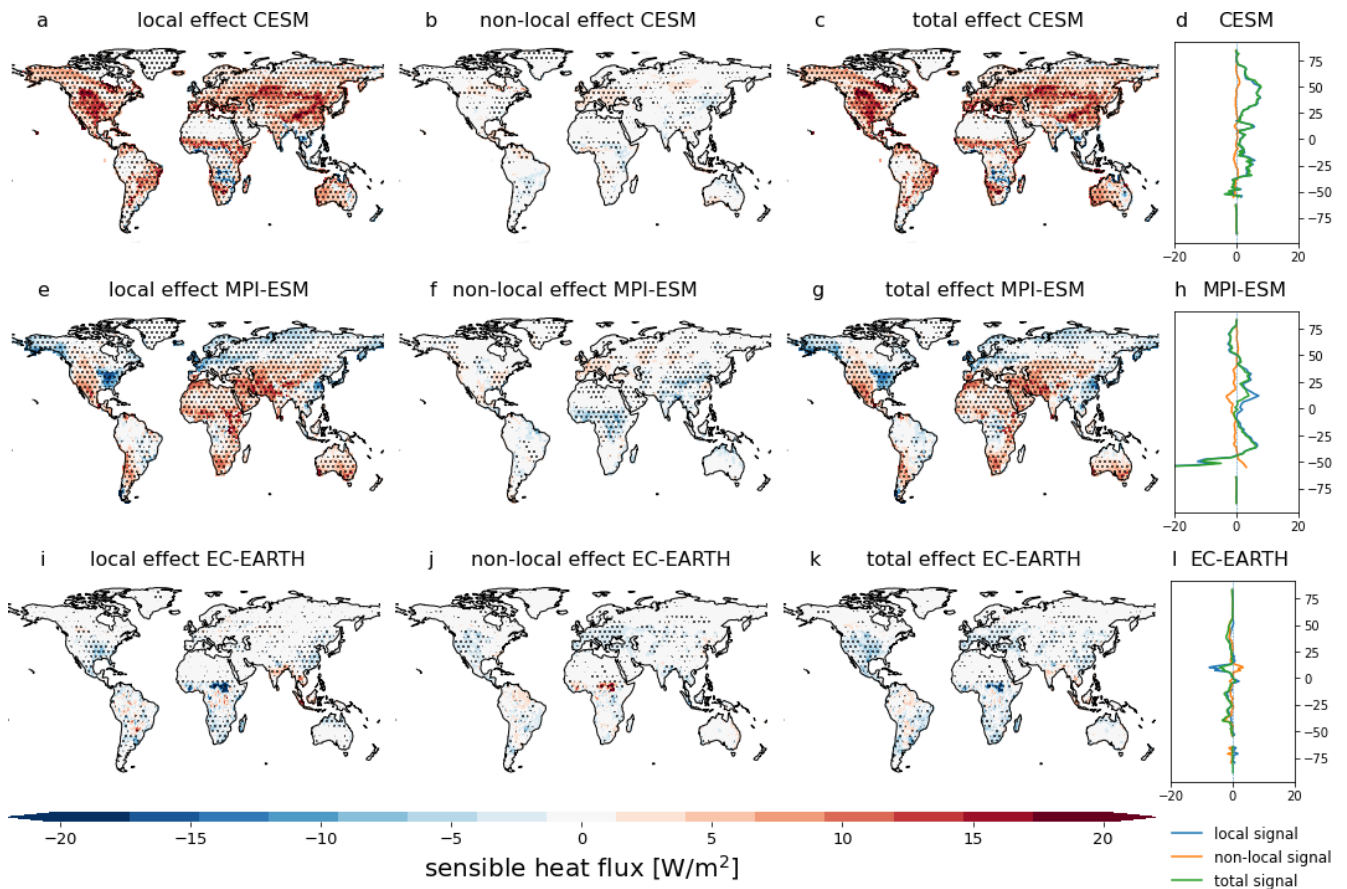 a local effect CESM
b non-local effect CESM
c total effect CESM
d CESM
75
50
25
0
−25
−50
−75
−20 0 20
e local effect MPI-ESM
f non-local effect MPI-ESM
g total effect MPI-ESM
h MPI-ESM
75
50
25
0
−25
−50
−75
−20 0 20
i local effect EC-EARTH
j non-local effect EC-EARTH
k total effect EC-EARTH
l EC-EARTH
75
50
25
0
−25
−50
−75
−20 0 20
−20 −15 −10 −5 0 5 10 15 20
sensible heat flux [W/m²]
local signal
non-local signal
total signal